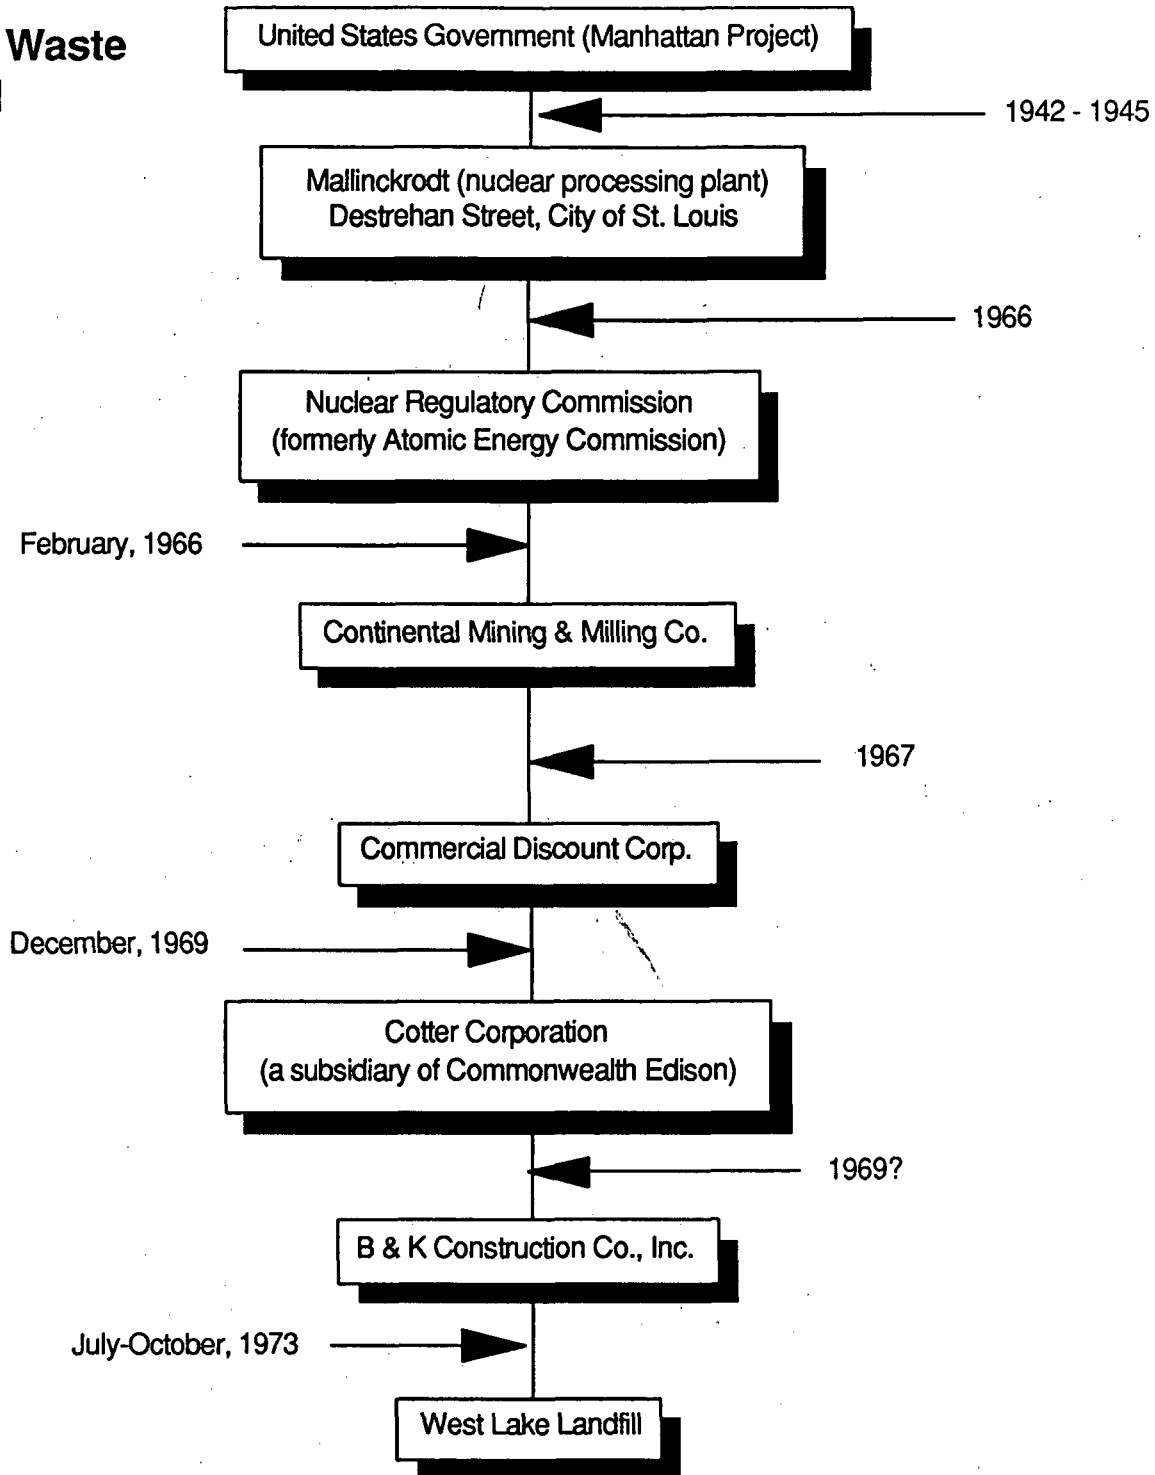 Waste
United States Government (Manhattan Project)
1942 - 1945
Mallinckrodt (nuclear processing plant)
Destrehan Street, City of St. Louis
1966
Nuclear Regulatory Commission
(formerly Atomic Energy Commission)
February, 1966
Continental Mining & Milling Co.
1967
Commercial Discount Corp.
December, 1969
Cotter Corporation
(a subsidiary of Commonwealth Edison)
1969?
B & K Construction Co., Inc.
July-October, 1973
West Lake Landfill